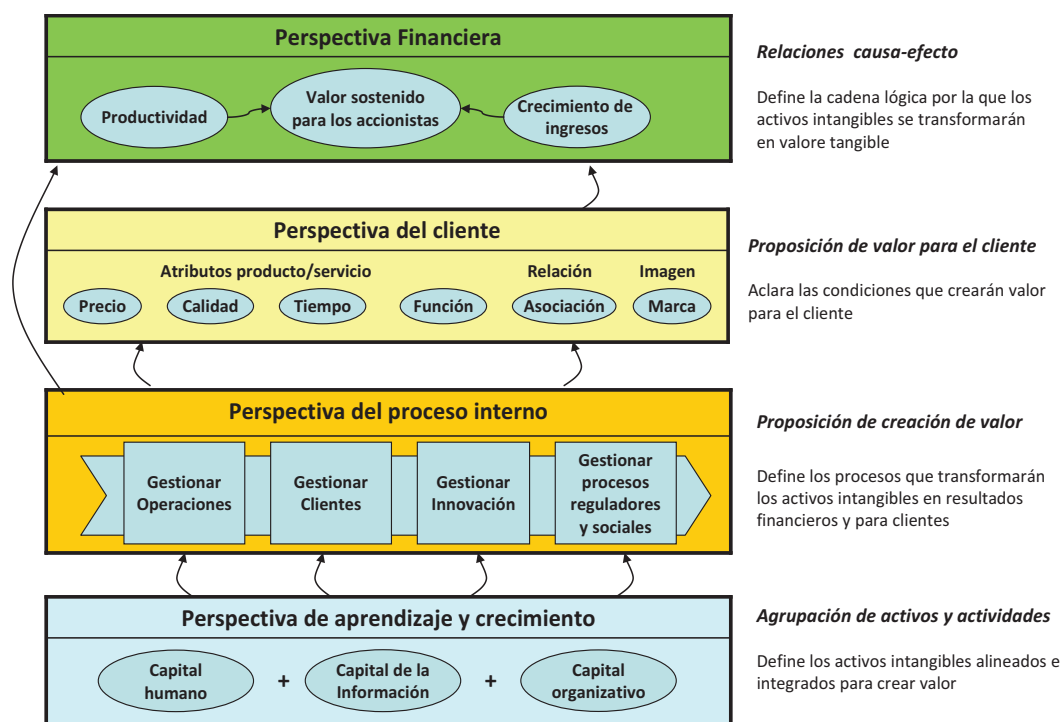 Perspectiva Financiera
Productividad
Valor sostenido
para los accionistas
Crecimiento de
ingresos
Relaciones causa-efecto
Define la cadena lógica por la que los
activos intangibles se transformarán
en valore tangible
Perspectiva del cliente
Atributos producto/servicio
Relación
Imagen
Precio
Calidad
Tiempo
Función
Asociación
Marca
Proposición de valor para el cliente
Aclara las condiciones que crearán valor
para el cliente
Perspectiva del proceso interno
Gestionar
Operaciones
Gestionar
Clientes
Gestionar
Innovación
Gestionar
procesos
reguladores
y sociales
Proposición de creación de valor
Define los procesos que transformarán
los activos intangibles en resultados
financieros y para clientes
Perspectiva de aprendizaje y crecimiento
Capital
humano
+
Capital de la
Información
+
Capital
organizativo
Agrupación de activos y actividades
Define los activos intangibles alineados e
integrados para crear valor